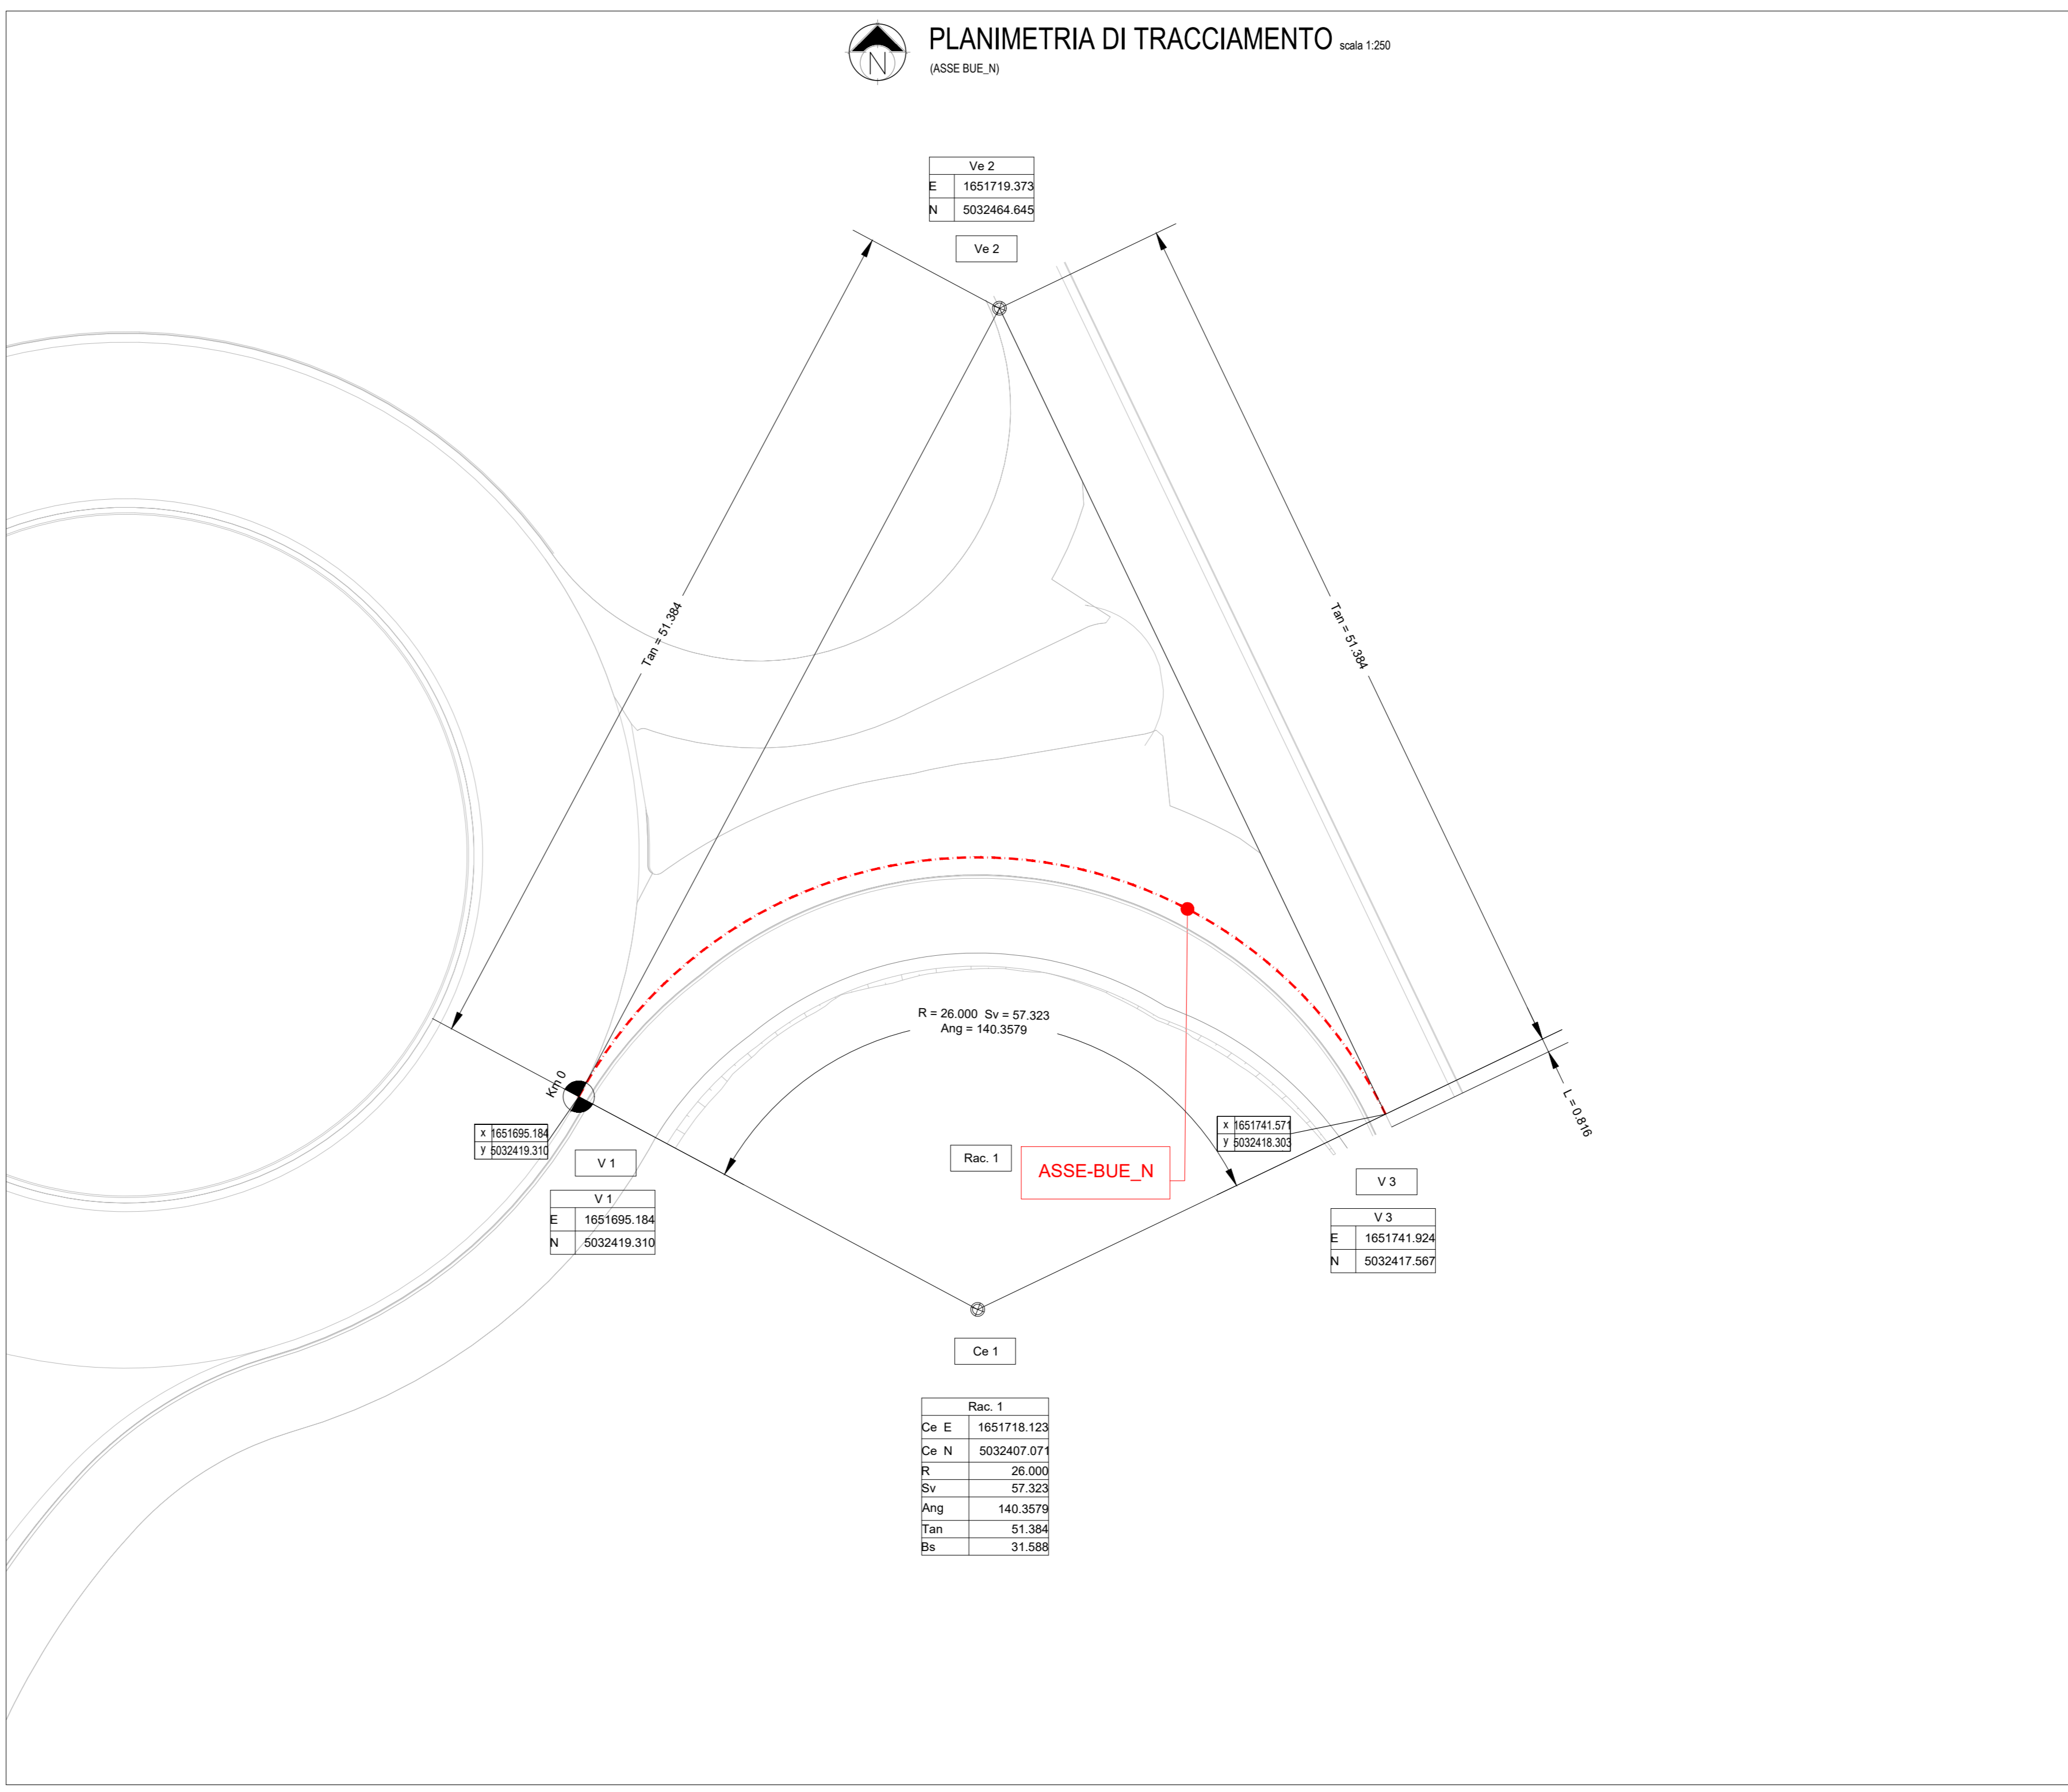 PLANIMETRIA DI TRACCIAMENTO scala 1:250
(ASSE BUE_N)
N
Ve 2
E 1651719.373
N 5032464.645
Ve 2
Tan = 51.384
Tan = 51.384
R = 26.000 Sv = 57.323
Ang = 140.3579
Km 0
L = 0.816
x 1651695.184
y 5032419.310
x 1651741.571
y 5032418.303
V 1
Rac. 1
ASSE-BUE_N
V 3
V 1
E 1651695.184
N 5032419.310
V 3
E 1651741.924
N 5032417.567
Ce 1
Rac. 1
Ce E 1651718.123
Ce N 5032407.071
R 26.000
Sv 57.323
Ang 140.3579
Tan 51.384
Bs 31.588